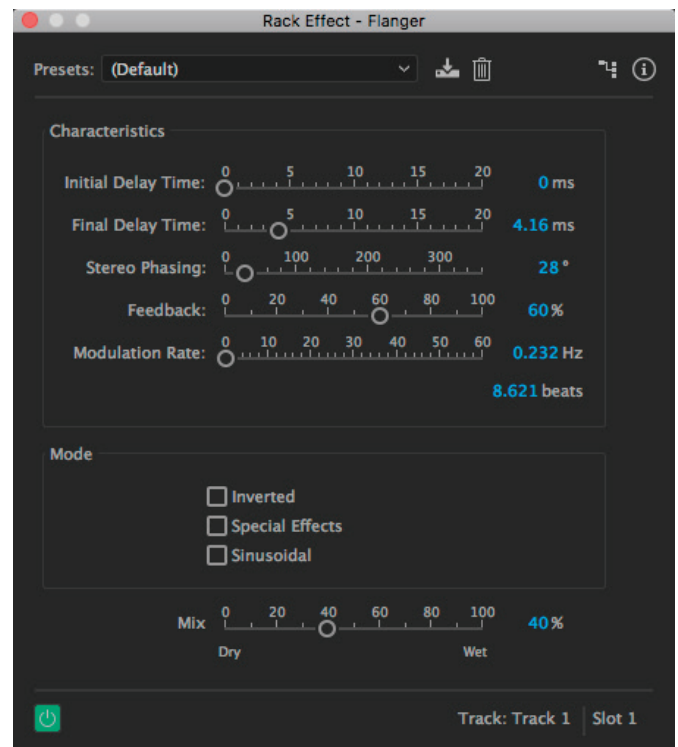 Rack Effect - Flanger
Presets: (Default)
Characteristics
0 5 10 15 20
Initial Delay Time: 0 ms
0 5 10 15 20
Final Delay Time: 4.16 ms
0 100 200 300
Stereo Phasing: 28 °
0 20 40 60 80 100
Feedback: 60 %
0 10 20 30 40 50 60
Modulation Rate: 0.232 Hz
8.621 beats
Mode
Inverted
Special Effects
Sinusoidal
0 20 40 60 80 100
Mix 40 %
Dry Wet
Track: Track 1 Slot 1